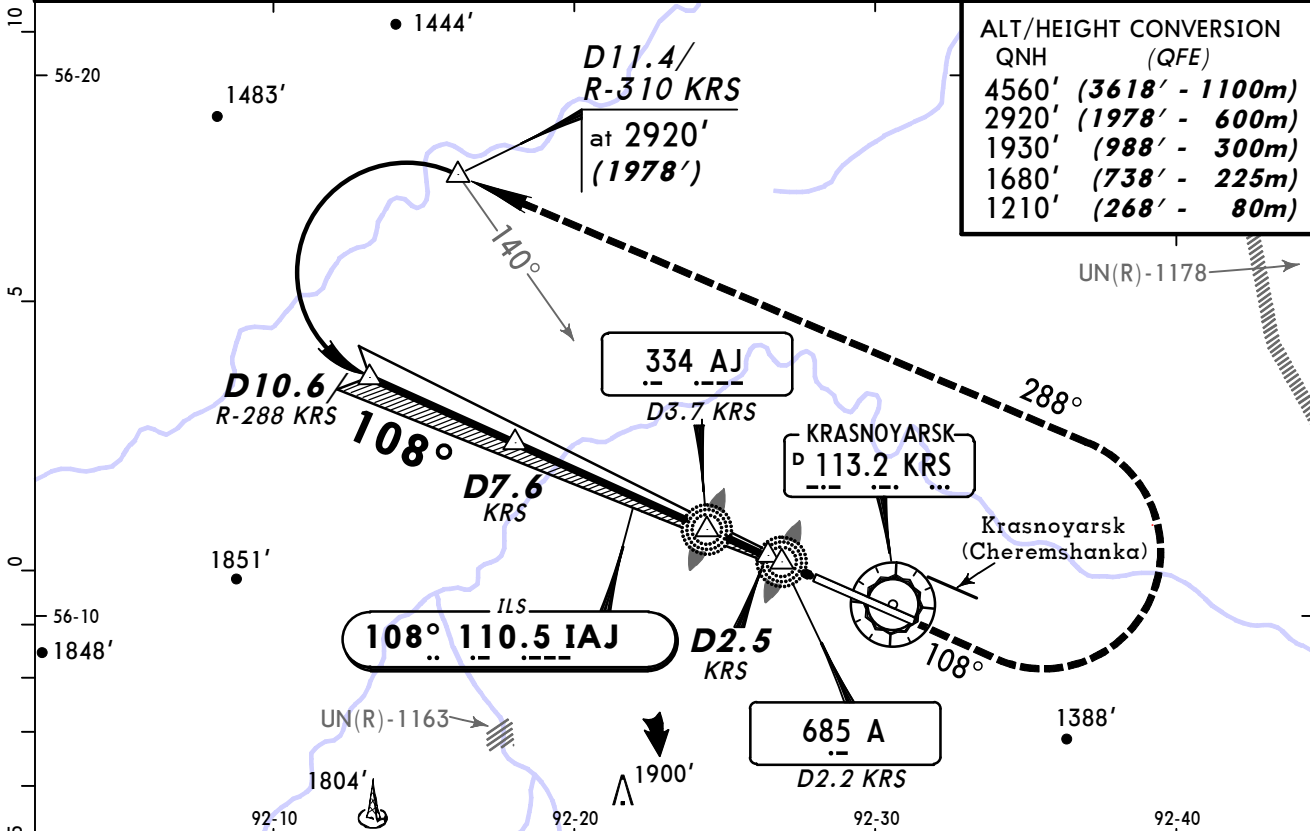 10
1444'
ALT/HEIGHT CONVERSION
QNH (QFE)
4560' (3618' - 1100m)
2920' (1978' - 600m)
1930' (988' - 300m)
1680' (738' - 225m)
1210' (268' - 80m)
D11.4/
R-310 KRS
at 2920'
(1978')
56-20
1483'
140°
UN(R)-1178
5
334 AJ
D3.7 KRS
288°
D10.6
R-288 KRS
108°
KRASNOYARSK
D 113.2 KRS
D7.6
KRS
Krasnoyarsk
(Cheremshanka)
1851'
0
56-10
ILS
108° 110.5 IAJ
D2.5
KRS
108°
1848'
UN(R)-1163
685 A
D2.2 KRS
1388'
1804'
1900'
5
92-10
92-20
92-30
92-40